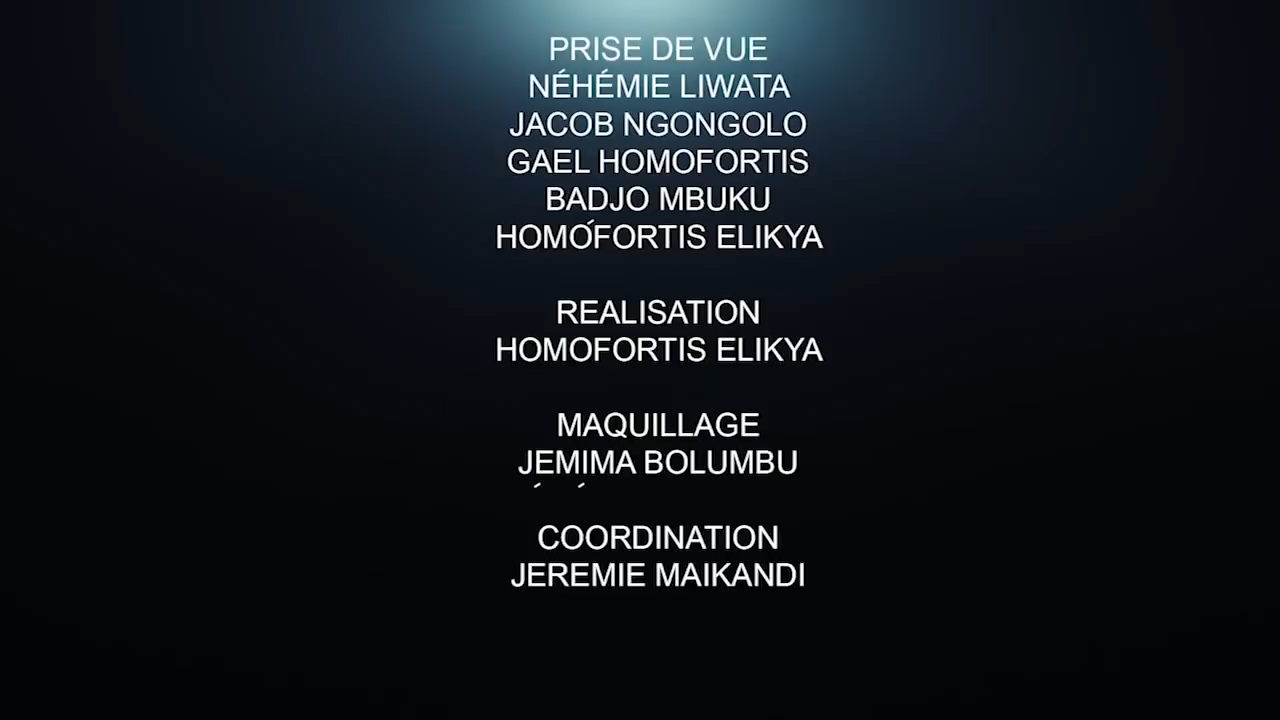 PRISE DE VUE
NÉHÉMIE LIWATA
JACOB NGONGOLO
GAEL HOMOFORTIS
BADJO MBUKU
HOMOFORTIS ELIKYA
REALISATION
HOMOFORTIS ELIKYA
MAQUILLAGE
JEMIMA BOLUMBU
COORDINATION
JEREMIE MAIKANDI